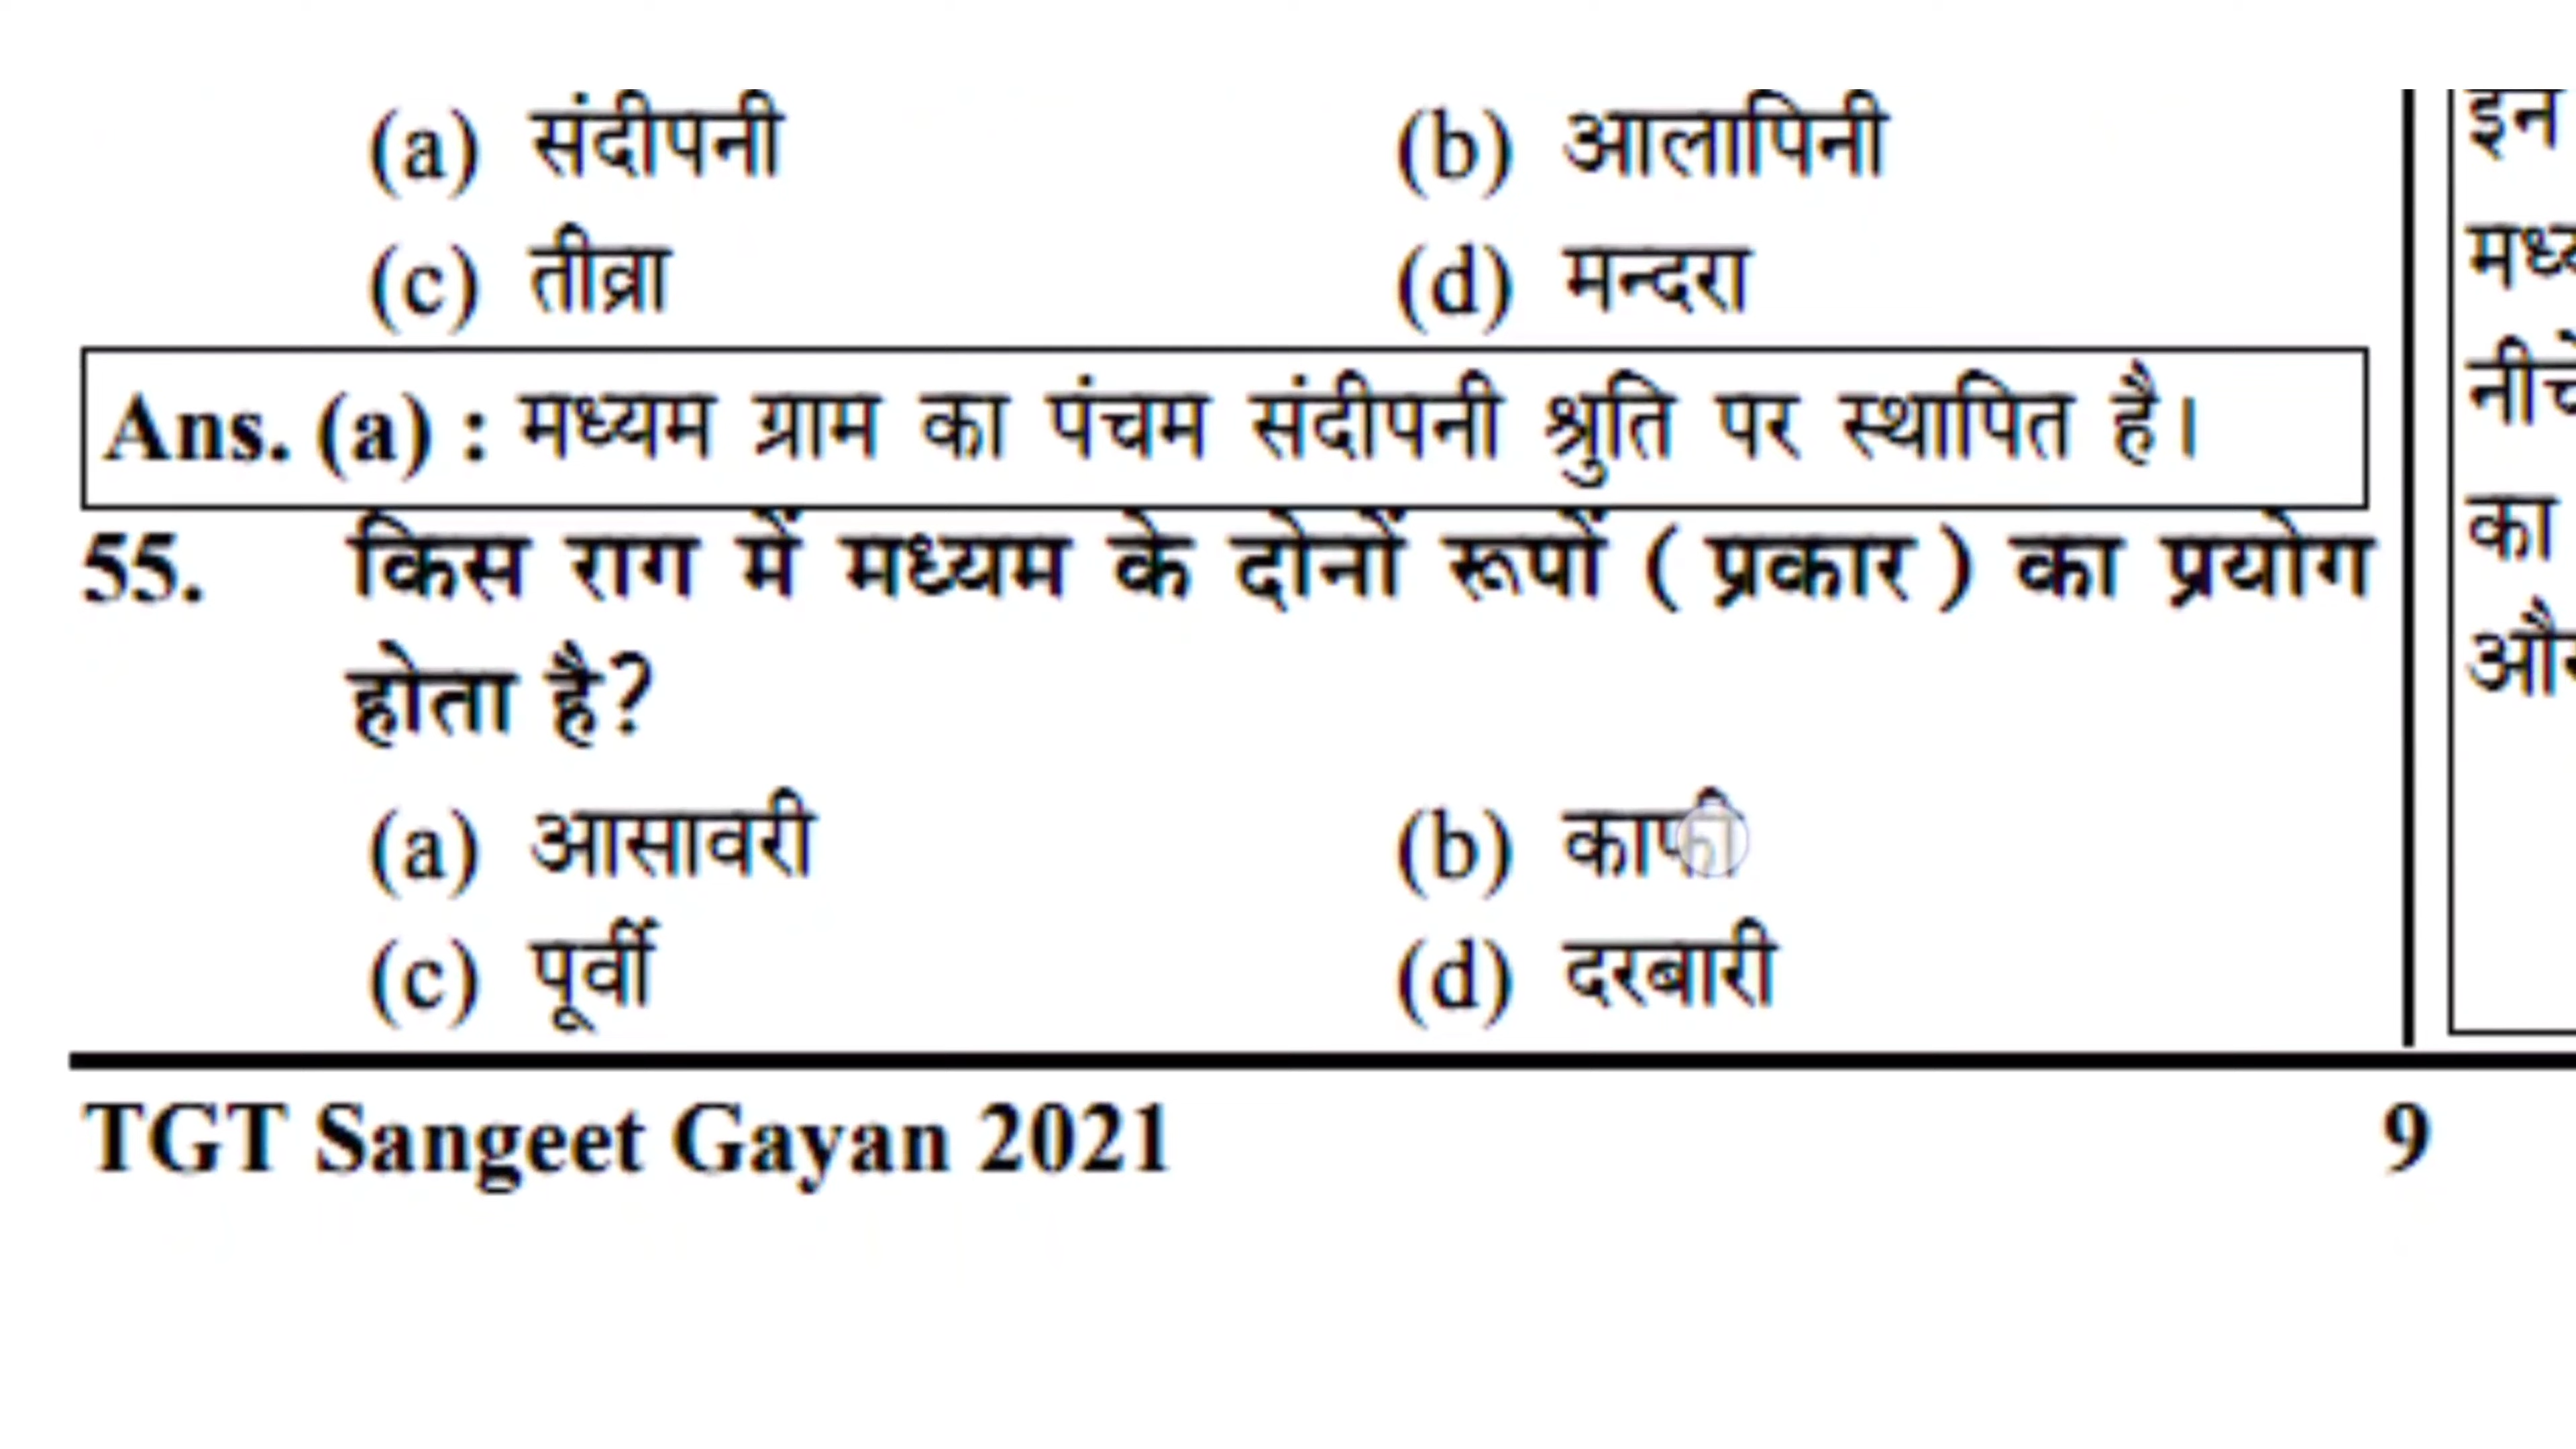 (a) संदीपनी (b) आलापिनी
(c) तीव्रा (d) मन्दरा
Ans. (a) : मध्यम ग्राम का पंचम संदीपनी श्रुति पर स्थापित है।
55. किस राग में मध्यम के दोनों रूपों ( प्रकार ) का प्रयोग
होता है?
(a) आसावरी (b) काफी
(c) पूर्वी (d) दरबारी
TGT Sangeet Gayan 2021 9
इन
का